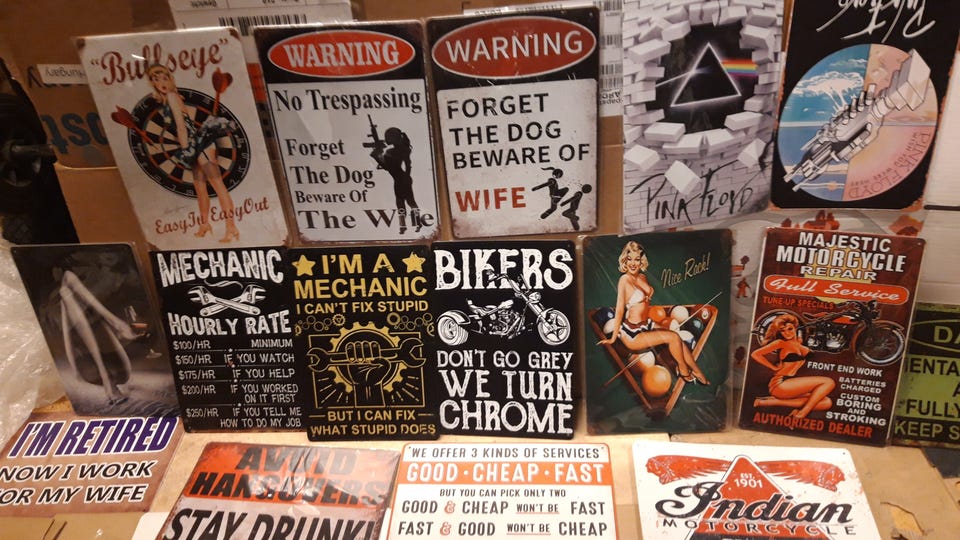 "Bullseye"
Easy In Easy Out
WARNING
No Trespassing
Forget
The Dog
Beware Of
The Wife
WARNING
FORGET
THE DOG
BEWARE OF
WIFE
PINK FLOYD
PINK FLOYD
Hungary
MECHANIC
HOURLY RATE
$100/HR MINIMUM
$150/HR IF YOU WATCH
$175/HR IF YOU HELP
$200/HR IF YOU WORKED
ON IT FIRST
$250/HR IF YOU TELL ME
HOW TO DO MY JOB
I'M A
MECHANIC
I CAN'T FIX STUPID
BUT I CAN FIX
WHAT STUPID DOES
BIKERS
DON'T GO GREY
WE TURN
CHROME
Nice Rack!
MAJESTIC
MOTORCYCLE
REPAIR
Full Service
TUNE-UP SPECIALS
FRONT END WORK
BATTERIES
CHARGED
CUSTOM
BORING
AND
STROKING
AUTHORIZED DEALER
FULLY
KEEP S
I'M RETIRED
NOW I WORK
FOR MY WIFE
AVOID
HANGOVERS
STAY DRUNK!
"WE OFFER 3 KINDS OF SERVICES"
GOOD · CHEAP · FAST
BUT YOU CAN PICK ONLY TWO
GOOD & CHEAP WON'T BE FAST
FAST & GOOD WON'T BE CHEAP
EST.
1901
Indian
MOTORCYCLE